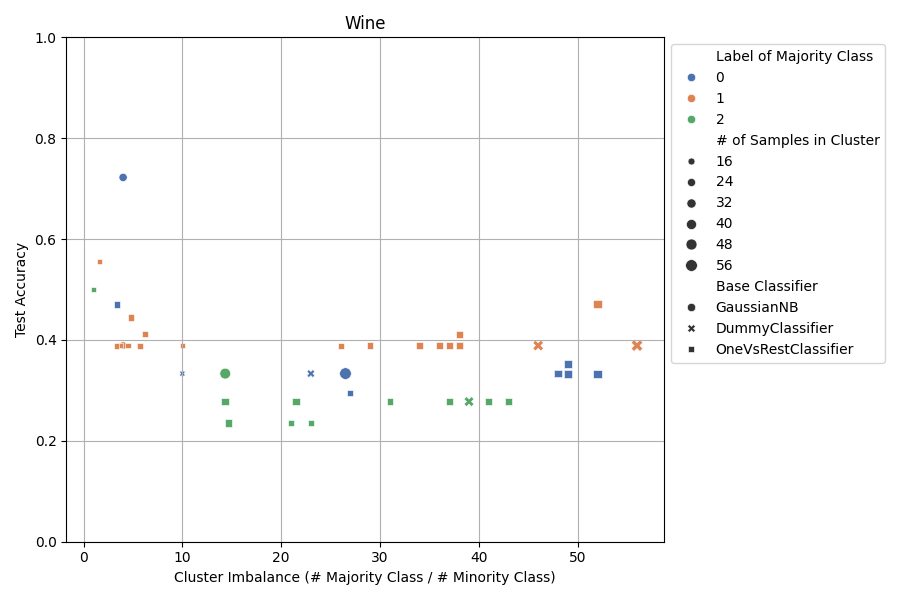 Wine
1.0
0.8
0.6
0.4
0.2
0.0
Test Accuracy
0 10 20 30 40 50
Cluster Imbalance (# Majority Class / # Minority Class)
Label of Majority Class
0
1
2
# of Samples in Cluster
16
24
32
40
48
56
Base Classifier
GaussianNB
DummyClassifier
OneVsRestClassifier